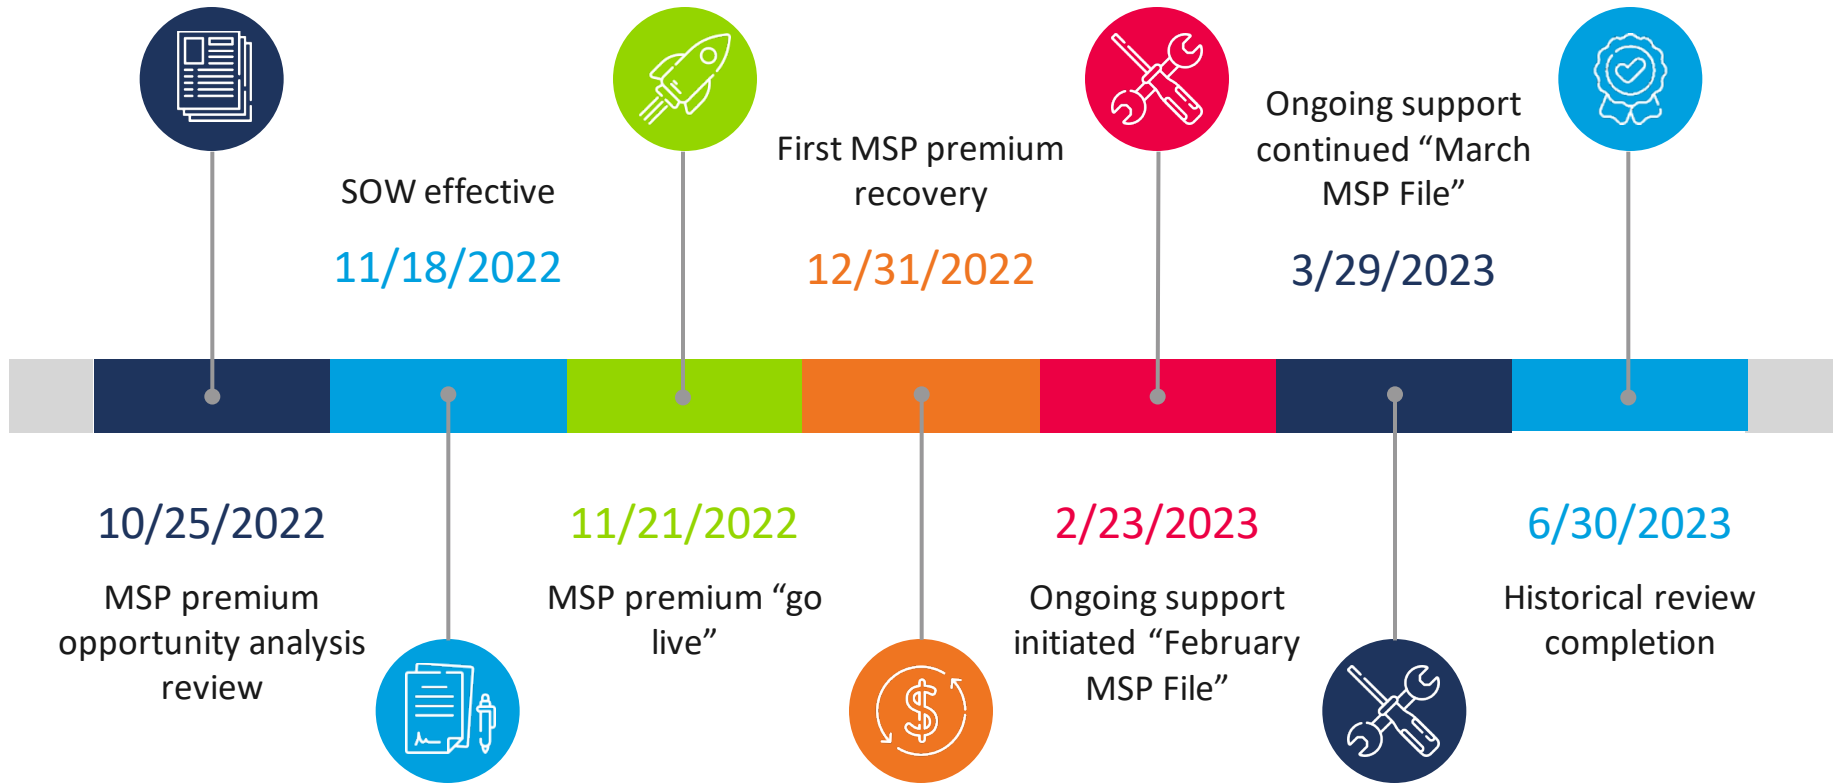 SOW effective
11/18/2022
First MSP premium
recovery
12/31/2022
Ongoing support
continued “March
MSP File”
3/29/2023
10/25/2022
MSP premium
opportunity analysis
review
11/21/2022
MSP premium “go
live”
2/23/2023
Ongoing support
initiated “February
MSP File”
6/30/2023
Historical review
completion